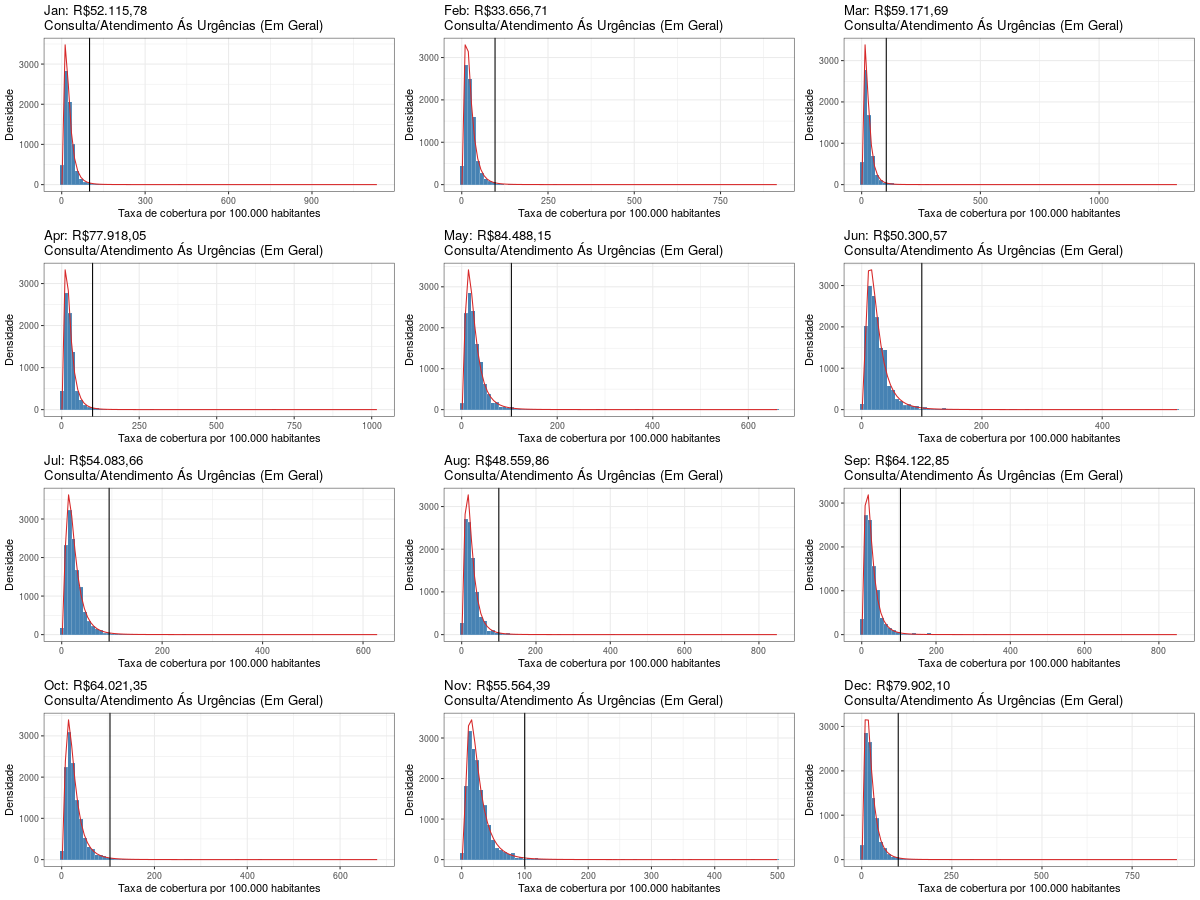 Jan: R$52.115,78
Consulta/Atendimento Ás Urgências (Em Geral)
Densidade
3000
2000
1000
0
0 300 600 900
Taxa de cobertura por 100.000 habitantes
Feb: R$33.656,71
Consulta/Atendimento Ás Urgências (Em Geral)
Densidade
3000
2000
1000
0
0 250 500 750
Taxa de cobertura por 100.000 habitantes
Mar: R$59.171,69
Consulta/Atendimento Ás Urgências (Em Geral)
Densidade
3000
2000
1000
0
0 500 1000
Taxa de cobertura por 100.000 habitantes
Apr: R$77.918,05
Consulta/Atendimento Ás Urgências (Em Geral)
Densidade
3000
2000
1000
0
0 250 500 750 1000
Taxa de cobertura por 100.000 habitantes
May: R$84.488,15
Consulta/Atendimento Ás Urgências (Em Geral)
Densidade
3000
2000
1000
0
0 200 400 600
Taxa de cobertura por 100.000 habitantes
Jun: R$50.300,57
Consulta/Atendimento Ás Urgências (Em Geral)
Densidade
3000
2000
1000
0
0 200 400
Taxa de cobertura por 100.000 habitantes
Jul: R$54.083,66
Consulta/Atendimento Ás Urgências (Em Geral)
Densidade
3000
2000
1000
0
0 200 400 600
Taxa de cobertura por 100.000 habitantes
Aug: R$48.559,86
Consulta/Atendimento Ás Urgências (Em Geral)
Densidade
3000
2000
1000
0
0 200 400 600 800
Taxa de cobertura por 100.000 habitantes
Sep: R$64.122,85
Consulta/Atendimento Ás Urgências (Em Geral)
Densidade
3000
2000
1000
0
0 200 400 600 800
Taxa de cobertura por 100.000 habitantes
Oct: R$64.021,35
Consulta/Atendimento Ás Urgências (Em Geral)
Densidade
3000
2000
1000
0
0 200 400 600
Taxa de cobertura por 100.000 habitantes
Nov: R$55.564,39
Consulta/Atendimento Ás Urgências (Em Geral)
Densidade
3000
2000
1000
0
0 100 200 300 400 500
Taxa de cobertura por 100.000 habitantes
Dec: R$79.902,10
Consulta/Atendimento Ás Urgências (Em Geral)
Densidade
3000
2000
1000
0
0 250 500 750
Taxa de cobertura por 100.000 habitantes